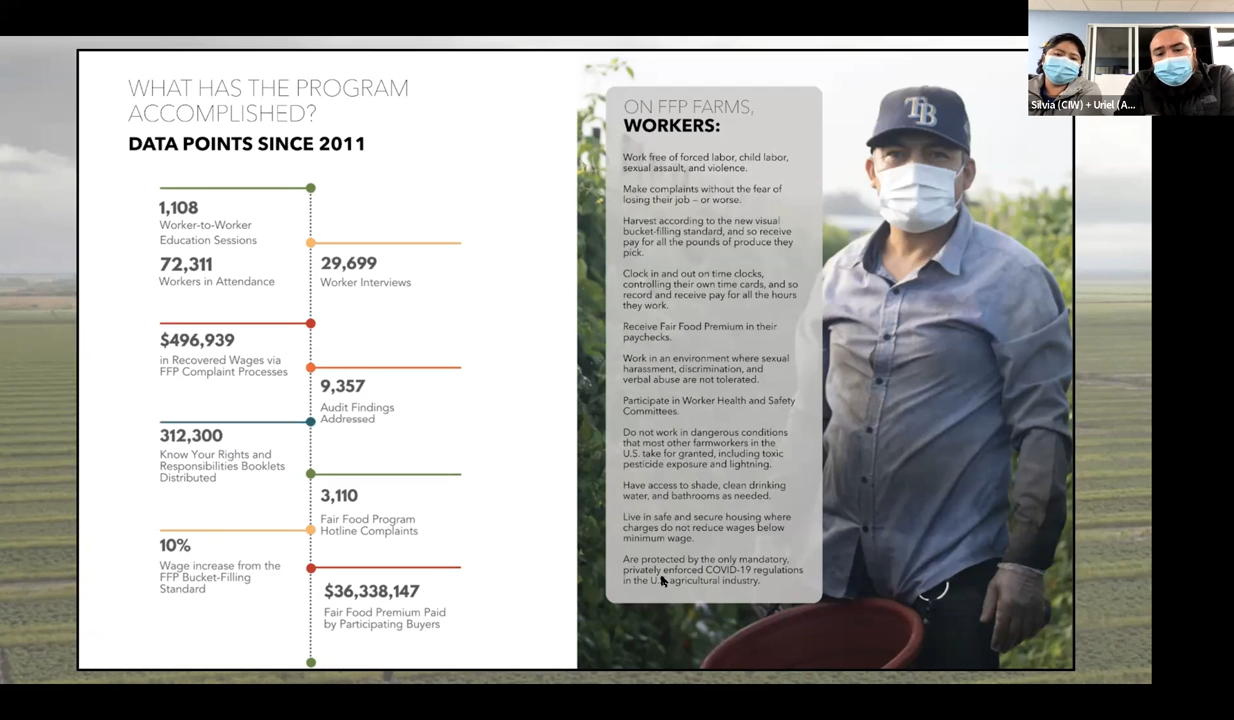 WHAT HAS THE PROGRAM
ACCOMPLISHED?
DATA POINTS SINCE 2011
1,108
Worker-to-Worker
Education Sessions
72,311
Workers in Attendance
29,699
Worker Interviews
$496,939
in Recovered Wages via
FFP Complaint Processes
9,357
Audit Findings
Addressed
312,300
Know Your Rights and
Responsibilities Booklets
Distributed
3,110
Fair Food Program
Hotline Complaints
10%
Wage increase from the
FFP Bucket-Filling
Standard
$36,338,147
Fair Food Premium Paid
by Participating Buyers
ON FFP FARMS,
WORKERS:
Work free of forced labor, child labor,
sexual assault, and violence.
Make complaints without the fear of
losing their job – or worse.
Harvest according to the new visual
bucket-filling standard, and so receive
pay for all the pounds of produce they
pick.
Clock in and out on time clocks,
controlling their own time cards, and so
record and receive pay for all the hours
they work.
Receive Fair Food Premium in their
paychecks.
Work in an environment where sexual
harassment, discrimination, and
verbal abuse are not tolerated.
Participate in Worker Health and Safety
Committees.
Do not work in dangerous conditions
that most other farmworkers in the
U.S. take for granted, including toxic
pesticide exposure and lightning.
Have access to shade, clean drinking
water, and bathrooms as needed.
Live in safe and secure housing where
charges do not reduce wages below
minimum wage.
Are protected by the only mandatory,
privately enforced COVID-19 regulations
in the U.S. agricultural industry.
TB
Silvia (CIW) + Uriel (A...